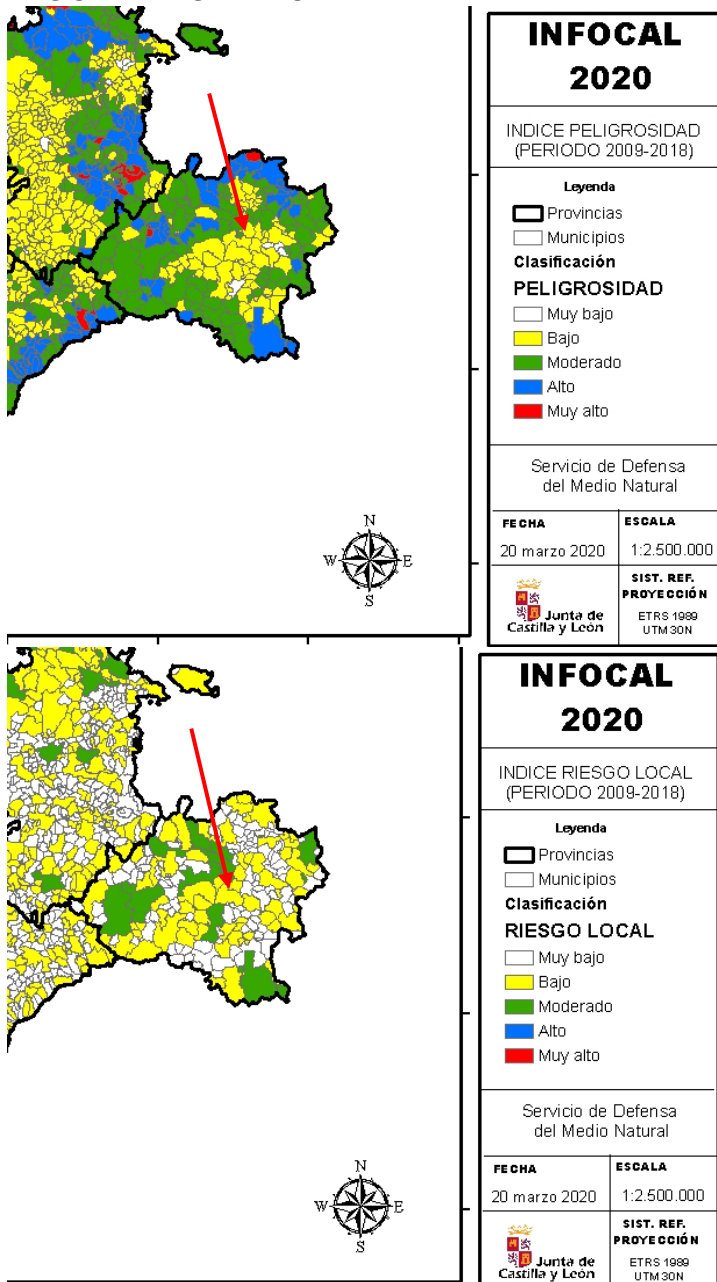 INFOCAL
2020
INDICE PELIGROSIDAD
(PERIODO 2009-2018)
Leyenda
Provincias
Municipios
Clasificación
PELIGROSIDAD
Muy bajo
Bajo
Moderado
Alto
Muy alto
Servicio de Defensa
del Medio Natural
FECHA
20 marzo 2020
ESCALA
1:2.500.000
Junta de
Castilla y León
SIST. REF.
PROYECCIÓN
ETRS 1989
UTM 30N
N
W E
S
INFOCAL
2020
INDICE RIESGO LOCAL
(PERIODO 2009-2018)
Leyenda
Provincias
Municipios
Clasificación
RIESGO LOCAL
Muy bajo
Bajo
Moderado
Alto
Muy alto
Servicio de Defensa
del Medio Natural
FECHA
20 marzo 2020
ESCALA
1:2.500.000
Junta de
Castilla y León
SIST. REF.
PROYECCIÓN
ETRS 1989
UTM 30N
N
W E
S